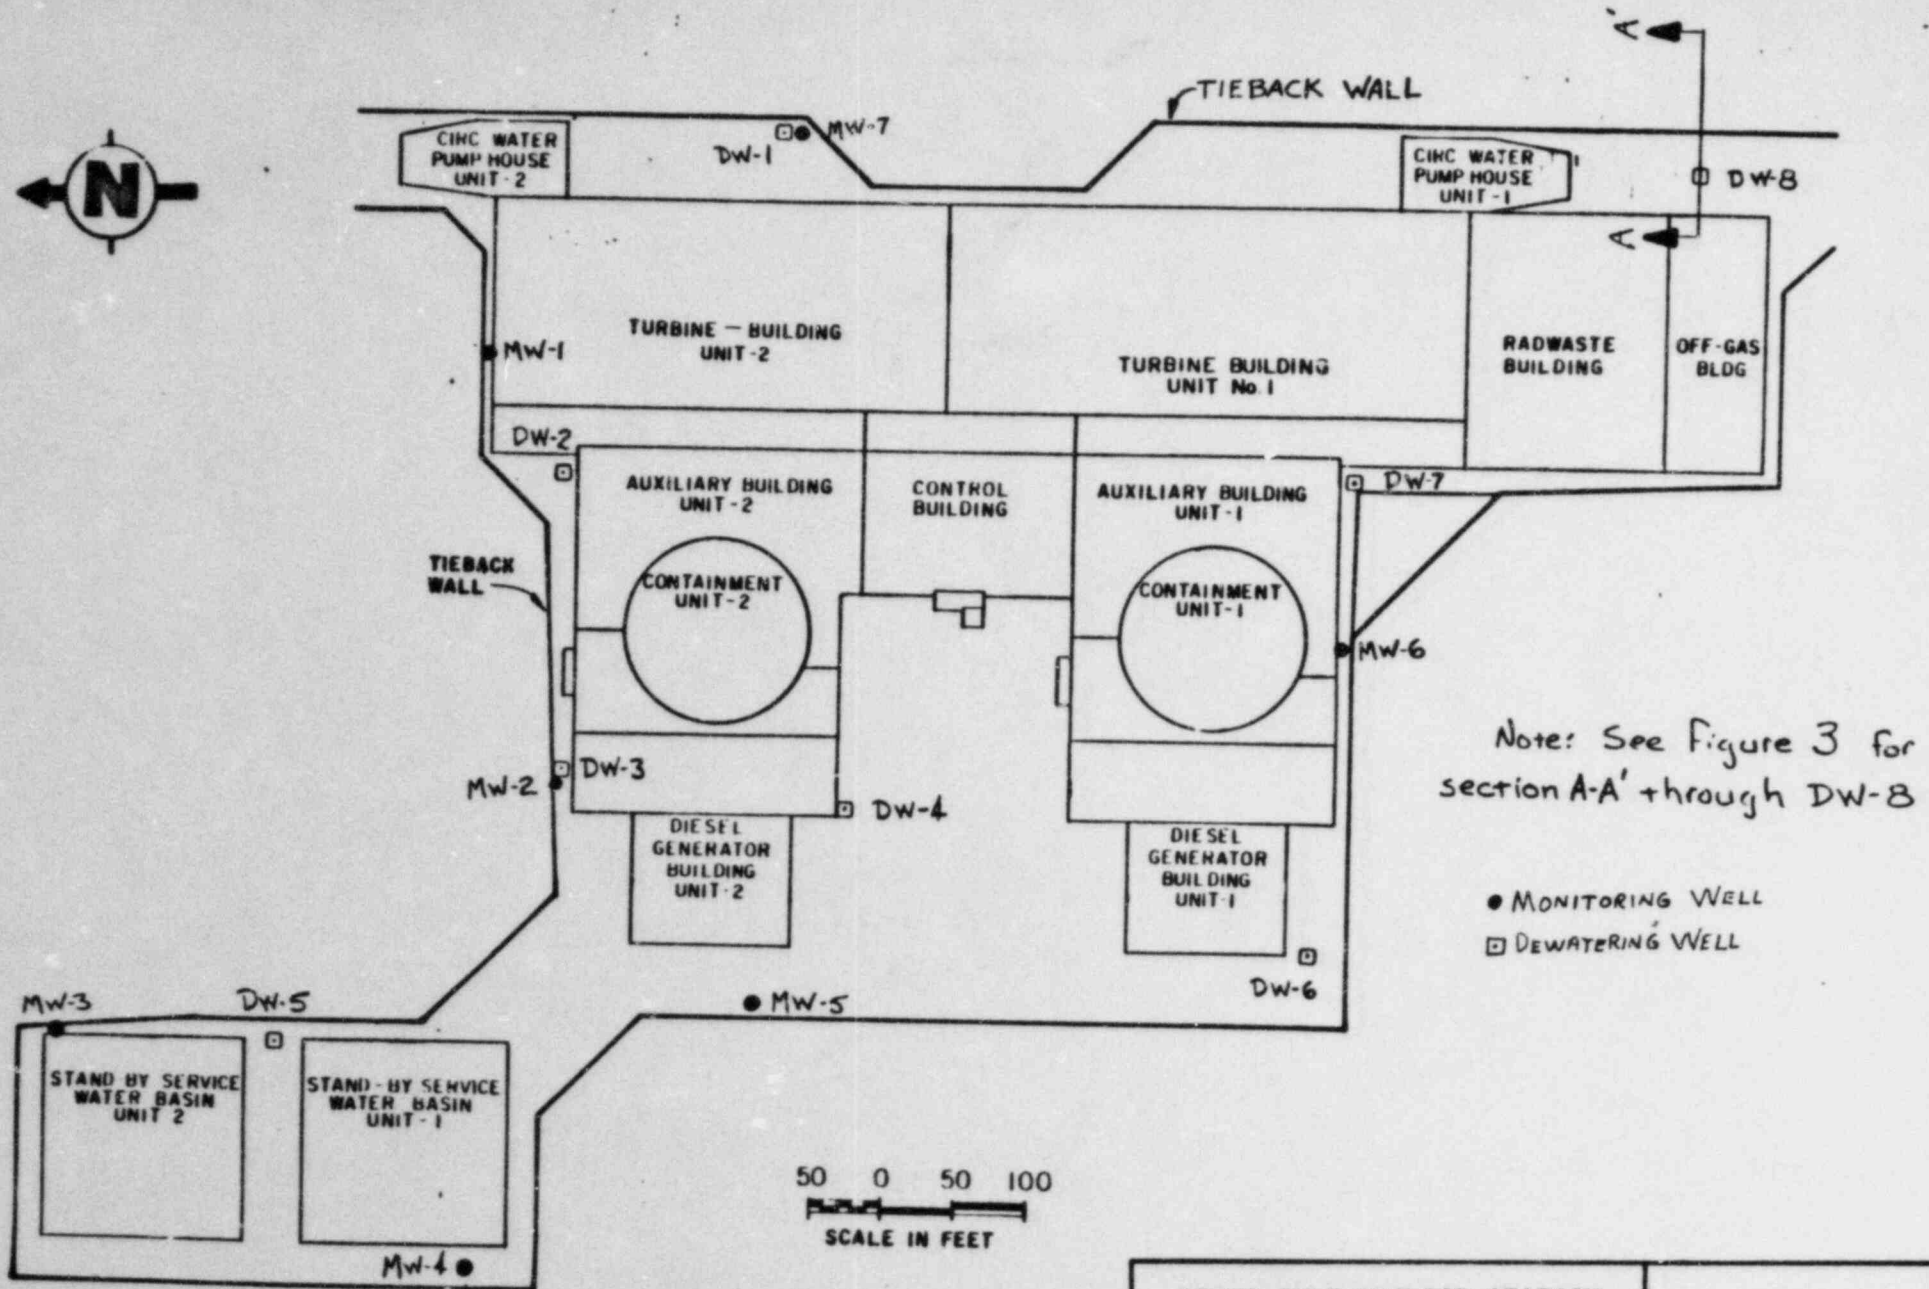 A'
TIEBACK WALL
CIRC WATER
PUMP HOUSE
UNIT-2
DW-1
MW-7
CIRC WATER
PUMP HOUSE
UNIT-1
DW-8
N
A
TURBINE - BUILDING
UNIT-2
MW-1
TURBINE BUILDING
UNIT No. 1
RADWASTE
BUILDING
OFF-GAS
BLDG
DW-2
AUXILIARY BUILDING
UNIT-2
CONTROL
BUILDING
AUXILIARY BUILDING
UNIT-1
DW-7
TIEBACK
WALL
CONTAINMENT
UNIT-2
CONTAINMENT
UNIT-1
MW-6
Note: See Figure 3 for
section A-A' through DW-8
DW-3
MW-2
DW-4
DIESEL
GENERATOR
BUILDING
UNIT-2
DIESEL
GENERATOR
BUILDING
UNIT-1
MONITORING WELL
DEWATERING WELL
MW-3
DW-5
MW-5
DW-6
STAND BY SERVICE
WATER BASIN
UNIT 2
STAND-BY SERVICE
WATER BASIN
UNIT-1
MW-4
50 0 50 100
SCALE IN FEET